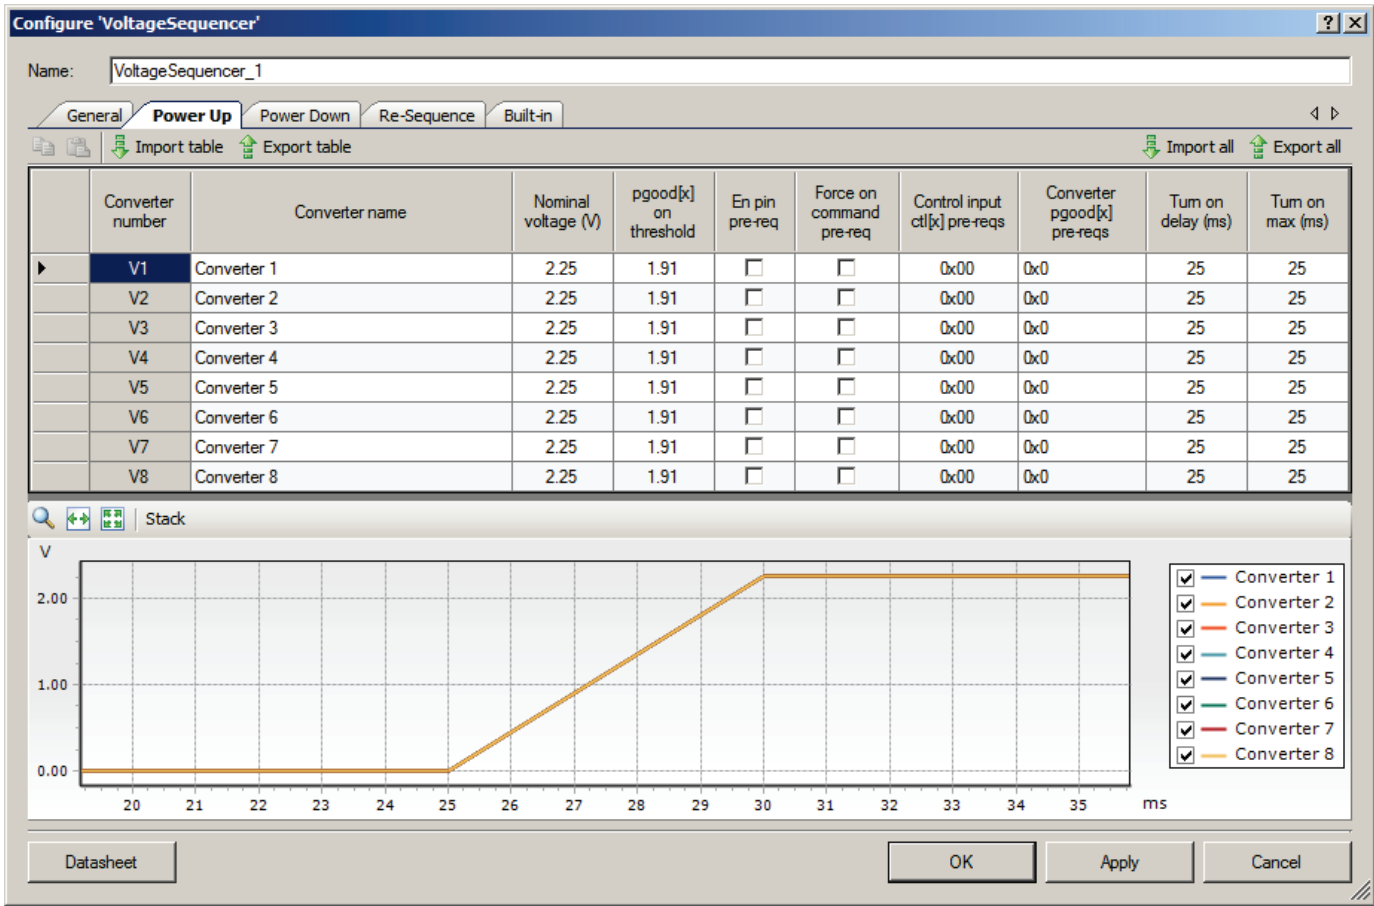 Configure 'VoltageSequencer'
Name: VoltageSequencer_1
General Power Up Power Down Re-Sequence Built-in
Import table Export table Import all Export all
Converter number Converter name Nominal voltage (V) pgood[x] on threshold En pin pre-req Force on command pre-req Control input ctl[x] pre-reqs Converter pgood[x] pre-reqs Turn on delay (ms) Turn on max (ms)
V1 Converter 1 2.25 1.91 0x00 0x0 25 25
V2 Converter 2 2.25 1.91 0x00 0x0 25 25
V3 Converter 3 2.25 1.91 0x00 0x0 25 25
V4 Converter 4 2.25 1.91 0x00 0x0 25 25
V5 Converter 5 2.25 1.91 0x00 0x0 25 25
V6 Converter 6 2.25 1.91 0x00 0x0 25 25
V7 Converter 7 2.25 1.91 0x00 0x0 25 25
V8 Converter 8 2.25 1.91 0x00 0x0 25 25
Stack
V
2.00
1.00
0.00
20 21 22 23 24 25 26 27 28 29 30 31 32 33 34 35 ms
Converter 1
Converter 2
Converter 3
Converter 4
Converter 5
Converter 6
Converter 7
Converter 8
Datasheet OK Apply Cancel